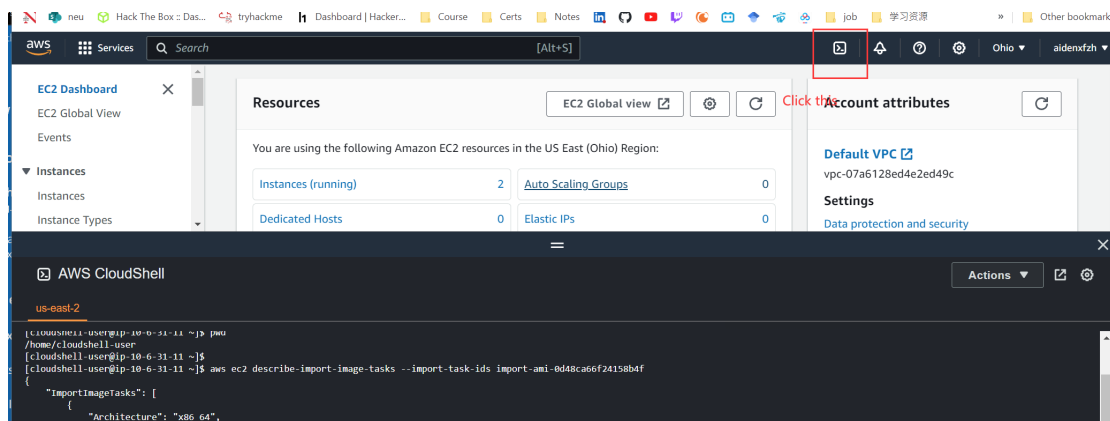 neu Hack The Box :: Das... tryhackme Dashboard | Hacker... Course Certs Notes job 学习资源 » Other bookmark
aws Services Search [Alt+S] Ohio ▼ aidenxfzh ▼
EC2 Dashboard
EC2 Global View
Events
Instances
Instances
Instance Types
Resources EC2 Global view
Click this
You are using the following Amazon EC2 resources in the US East (Ohio) Region:
Instances (running) 2 Auto Scaling Groups 0
Dedicated Hosts 0 Elastic IPs 0
Account attributes
Default VPC
vpc-07a6128ed4e2ed49c
Settings
Data protection and security
AWS CloudShell Actions ▼
us-east-2
[cloudshell-user@ip-10-6-31-11 ~]$ pwd
/home/cloudshell-user
[cloudshell-user@ip-10-6-31-11 ~]$
[cloudshell-user@ip-10-6-31-11 ~]$ aws ec2 describe-import-image-tasks --import-task-ids import-ami-0d48ca66f24158b4f
{
"ImportImageTasks": [
{
"Architecture": "x86_64",